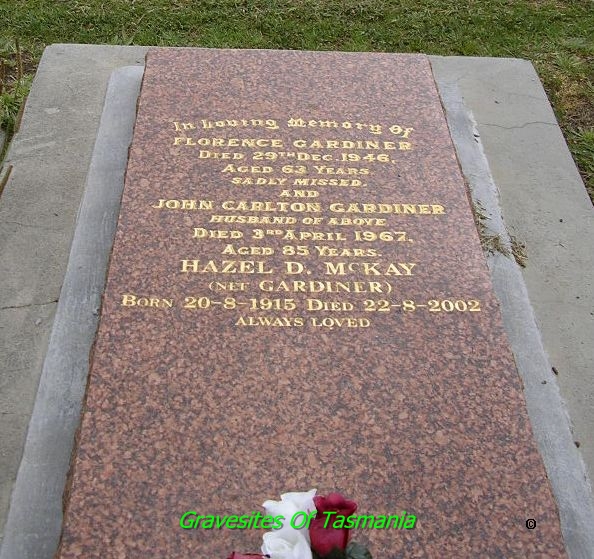 In Loving Memory Of
FLORENCE GARDINER
DIED 29TH DEC. 1946.
AGED 63 YEARS.
SADLY MISSED.
AND
JOHN CARLTON GARDINER
HUSBAND OF ABOVE
DIED 3RD APRIL 1967.
AGED 85 YEARS.
HAZEL D. MCKAY
(NEE GARDINER)
BORN 20-8-1915 DIED 22-8-2002
ALWAYS LOVED
Gravesites Of Tasmania
©